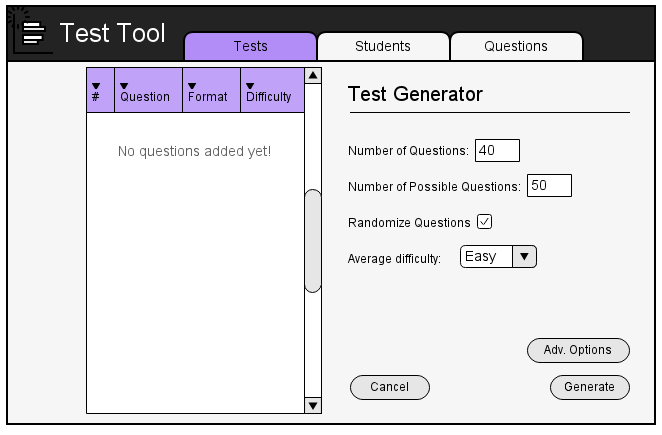 Test Tool
Tests
Students
Questions
# Question Format Difficulty
No questions added yet!
Test Generator
Number of Questions: 40
Number of Possible Questions: 50
Randomize Questions
Average difficulty: Easy
Adv. Options
Cancel
Generate